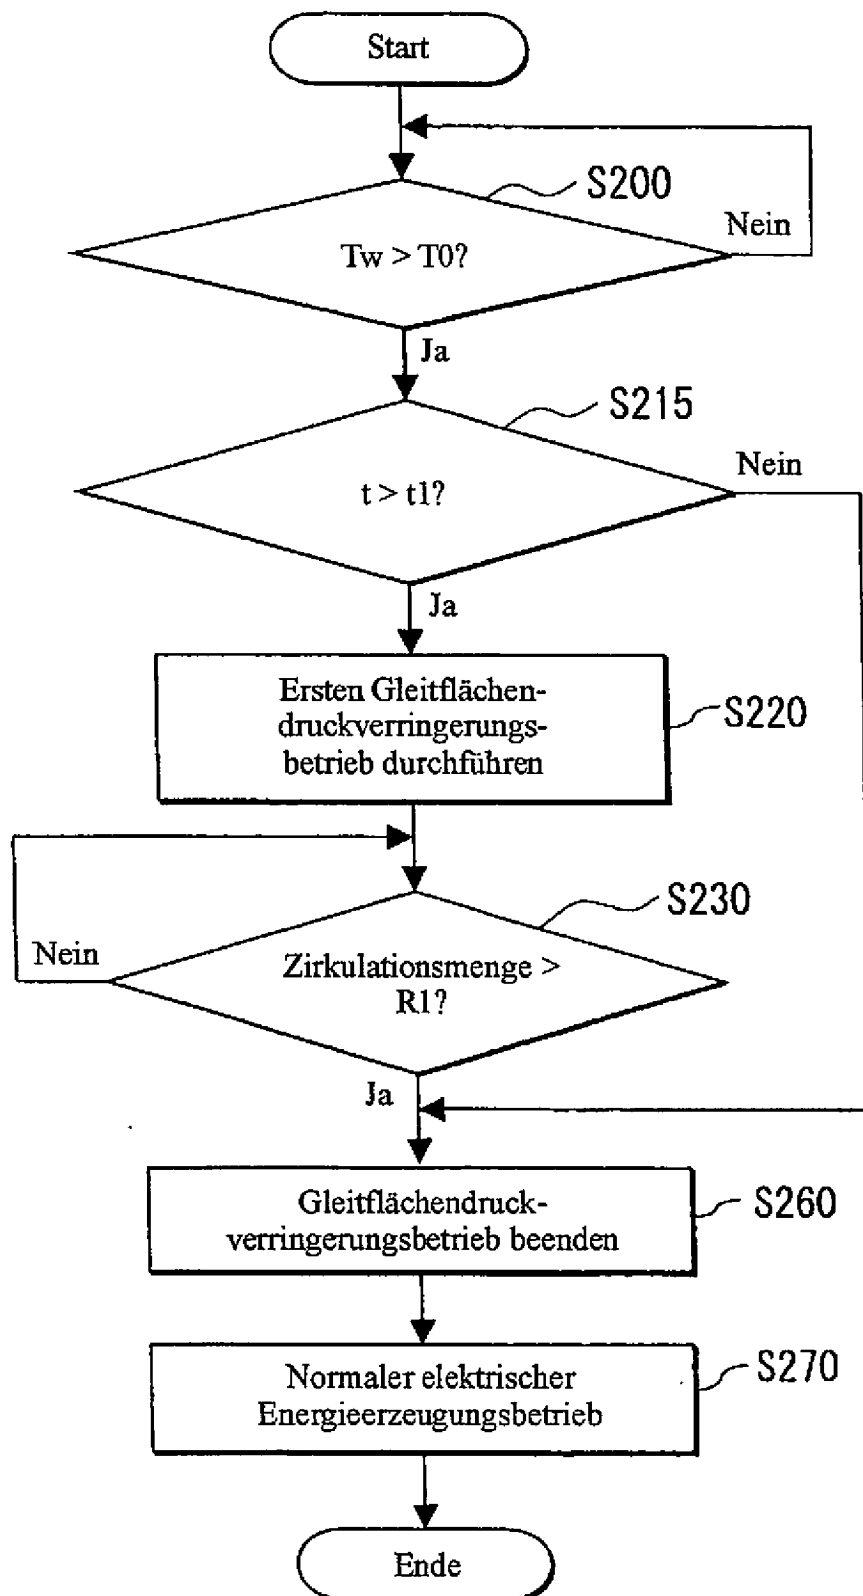 Start
S200
Nein
Tw > T0?
Ja
S215
Nein
t > t1?
Ja
Ersten Gleitflächen-
druckverringerungs-
betrieb durchführen
S220
S230
Nein
Zirkulationsmenge >
R1?
Ja
Gleitflächendruck-
verringerungsbetrieb beenden
S260
Normaler elektrischer
Energieerzeugungsbetrieb
S270
Ende